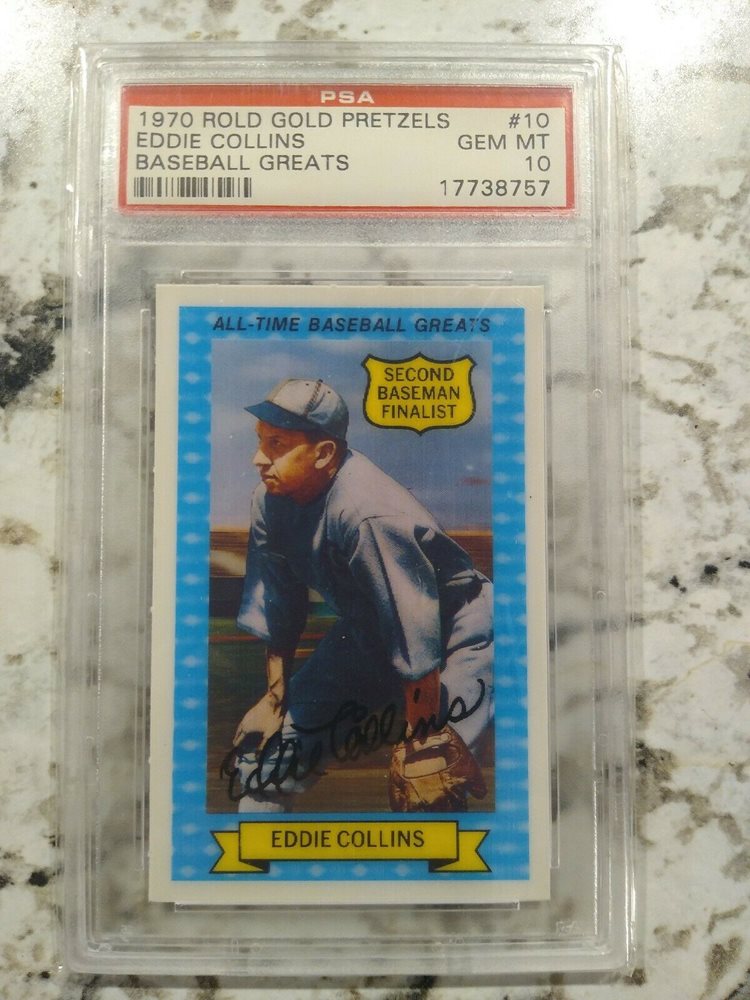 PSA
1970 ROLD GOLD PRETZELS #10
EDDIE COLLINS GEM MT
BASEBALL GREATS 10
17738757
ALL-TIME BASEBALL GREATS
SECOND
BASEMAN
FINALIST
Eddie Collins
EDDIE COLLINS